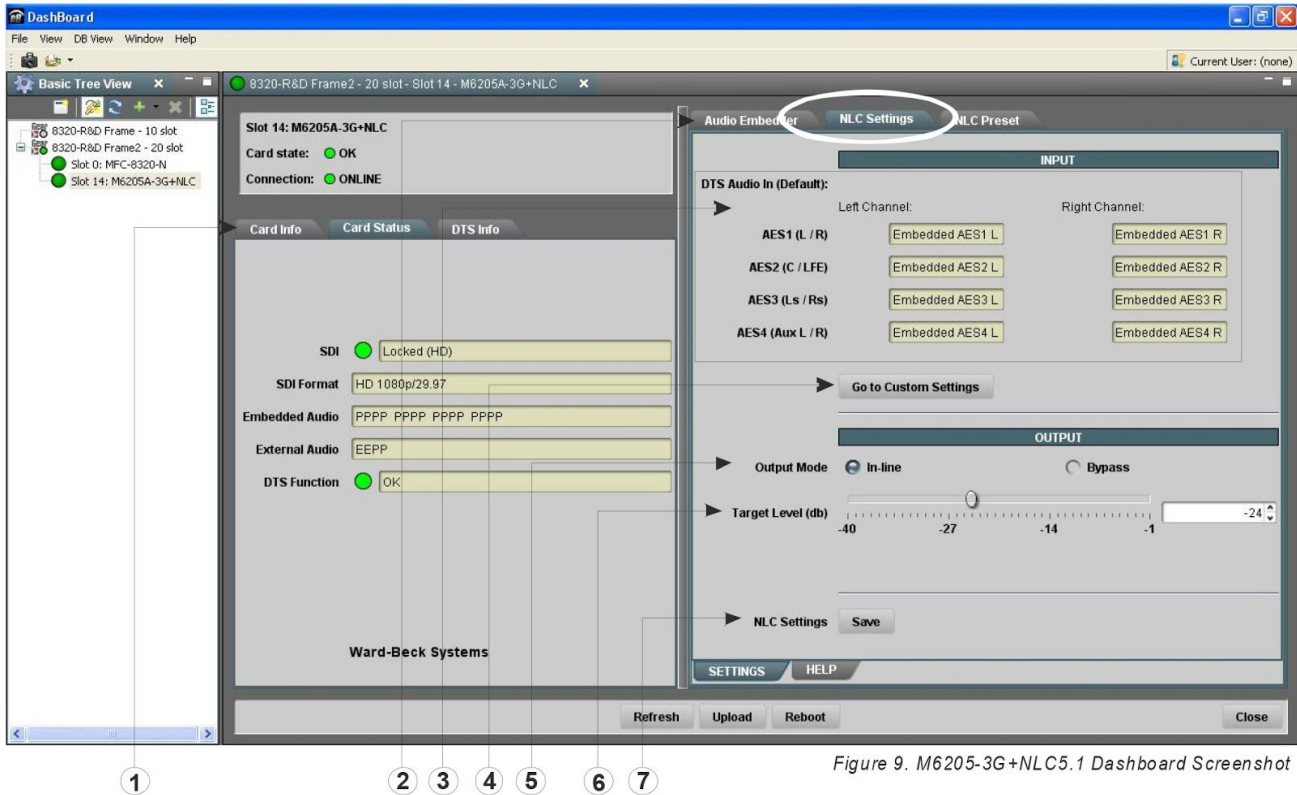 DashBoard
File View DB View Window Help
Current User: (none)
Basic Tree View
8320-R&D Frame - 10 slot
8320-R&D Frame2 - 20 slot
Slot 0: MFC-8320-N
Slot 14: M6205A-3G+NLC
8320-R&D Frame2 - 20 slot - Slot 14 - M6205A-3G+NLC
Slot 14: M6205A-3G+NLC
Card state: OK
Connection: ONLINE
Card Info Card Status DTS Info
SDI Locked (HD)
SDI Format HD 1080p/29.97
Embedded Audio PPPP PPPP PPPP PPPP
External Audio EEPP
DTS Function OK
Ward-Beck Systems
Audio Embedder NLC Settings NLC Preset
INPUT
DTS Audio In (Default):
Left Channel: Right Channel:
AES1 (L / R) Embedded AES1 L Embedded AES1 R
AES2 (C / LFE) Embedded AES2 L Embedded AES2 R
AES3 (Ls / Rs) Embedded AES3 L Embedded AES3 R
AES4 (Aux L / R) Embedded AES4 L Embedded AES4 R
Go to Custom Settings
OUTPUT
Output Mode In-line Bypass
Target Level (db) -24
-40 -27 -14 -1
NLC Settings Save
SETTINGS HELP
Refresh Upload Reboot Close
1 2 3 4 5 6 7
Figure 9. M6205-3G+NLC5.1 Dashboard Screenshot